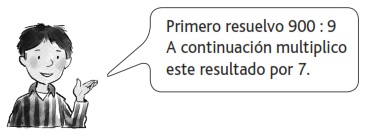 Primero resuelvo 900 : 9
A continuación multiplico
este resultado por 7.